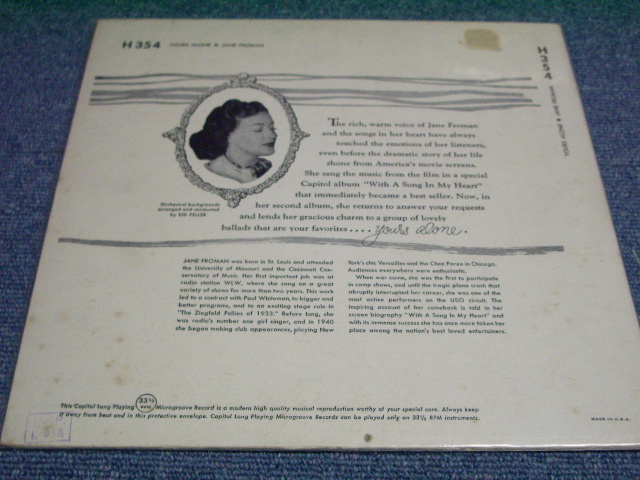 H 354 YOURS ALONE ★ JANE FROMAN
H 354 YOURS ALONE ★ JANE FROMAN
The rich, warm voice of Jane Froman
and the songs in her heart have always
touched the emotions of her listeners,
even before the dramatic story of her life
shone from America's movie screens.
She sang the music from the film in a special
Capitol album "With A Song In My Heart"
that immediately became a best seller. Now, in
her second album, she returns to answer your requests
and lends her gracious charm to a group of lovely
ballads that are your favorites.... yours alone.
Orchestral backgrounds
arranged and conducted
by SID FELLER
JANE FROMAN was born in St. Louis and attended
the University of Missouri and the Cincinnati Con-
servatory of Music. Her first important job was at
radio station WLW, where she sang on a great
variety of shows for more than two years. This work
led to a contract with Paul Whiteman, to bigger and
better programs, and to an exciting stage role in
"The Ziegfeld Follies of 1933." Before long, she
was radio's number one girl singer, and in 1940
she began making club appearances, playing New
York's chic Versailles and the Chez Paree in Chicago.
Audiences everywhere were enthusiastic.
When war came, she was the first to participate
in camp shows, and until the tragic plane crash that
abruptly interrupted her career, she was one of the
most active performers on the USO circuit. The
inspiring account of her comeback is told in her
screen biography "With A Song In My Heart" and
with its immense success she has once more taken her
place among the nation's best loved entertainers.
This Capitol Long Playing 33⅓ RPM Microgroove Record is a modern high quality musical reproduction worthy of your special care. Always keep
it away from heat and in this protective envelope. Capitol Long Playing Microgroove Records can be played only on 33⅓ RPM instruments.
MADE IN U.S.A.